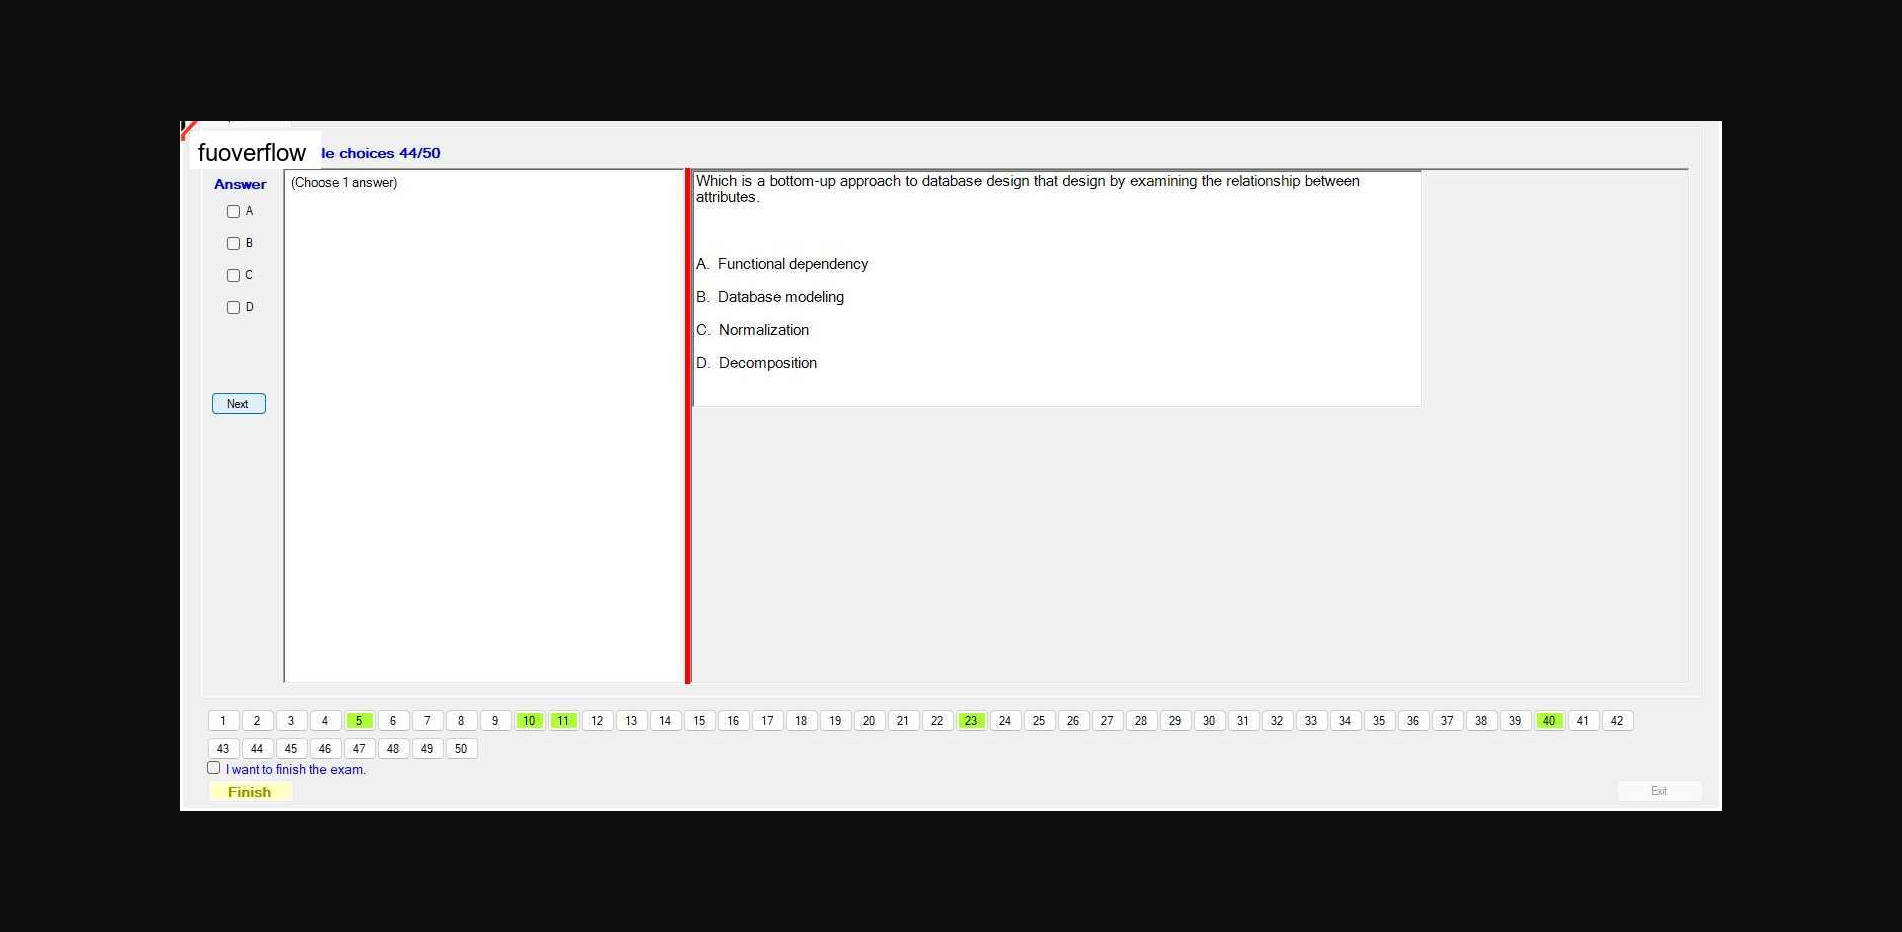 fuoverflow le choices 44/50
Answer
(Choose 1 answer)
A
B
C
D
Next
Which is a bottom-up approach to database design that design by examining the relationship between
attributes.
A. Functional dependency
B. Database modeling
C. Normalization
D. Decomposition
1 2 3 4 5 6 7 8 9 10 11 12 13 14 15 16 17 18 19 20 21 22 23 24 25 26 27 28 29 30 31 32 33 34 35 36 37 38 39 40 41 42
43 44 45 46 47 48 49 50
I want to finish the exam.
Finish
Exit